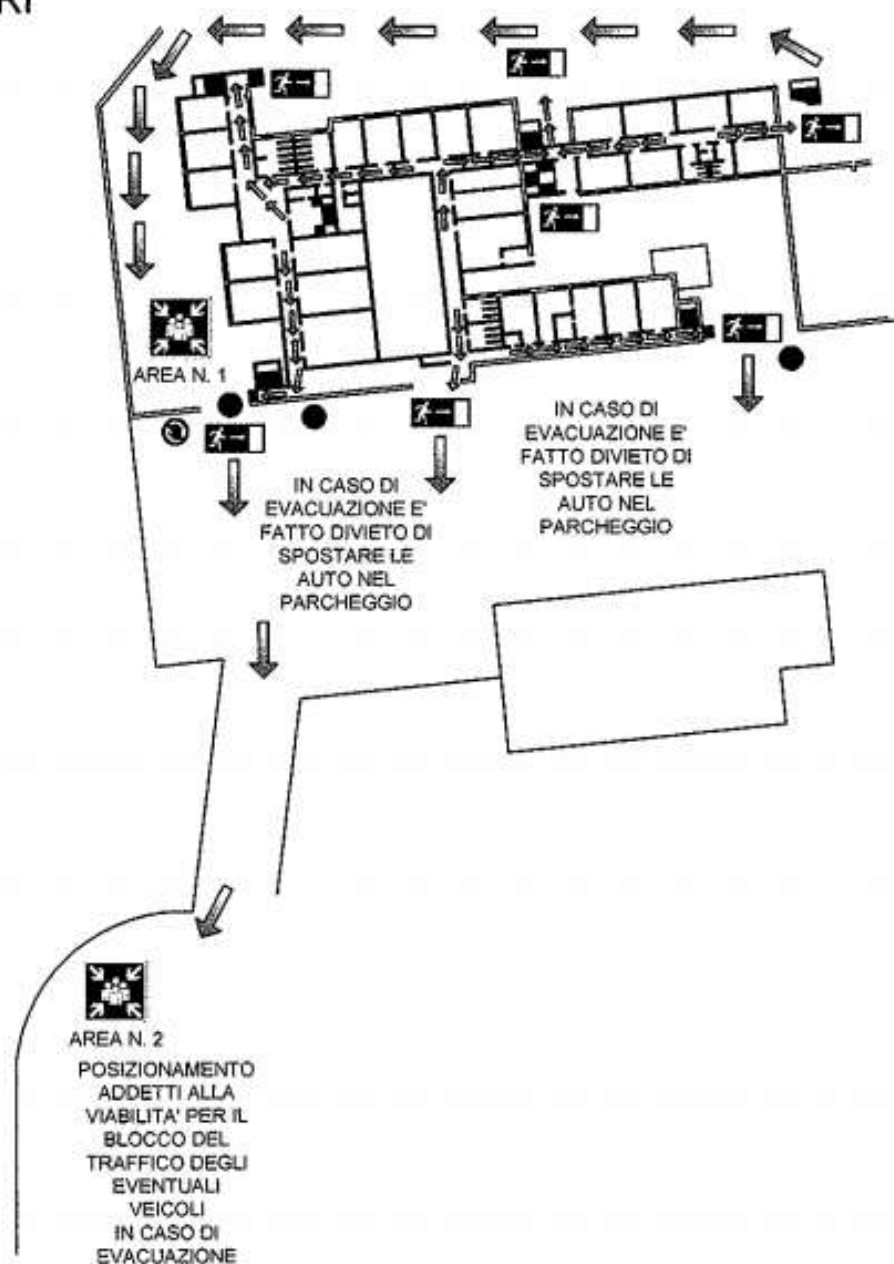 AREA N. 1
IN CASO DI
EVACUAZIONE E'
FATTO DIVIETO DI
SPOSTARE LE
AUTO NEL
PARCHEGGIO
IN CASO DI
EVACUAZIONE E'
FATTO DIVIETO DI
SPOSTARE LE
AUTO NEL
PARCHEGGIO
AREA N. 2
POSIZIONAMENTO
ADDETTI ALLA
VIABILITA' PER IL
BLOCCO DEL
TRAFFICO DEGLI
EVENTUALI
VEICOLI
IN CASO DI
EVACUAZIONE